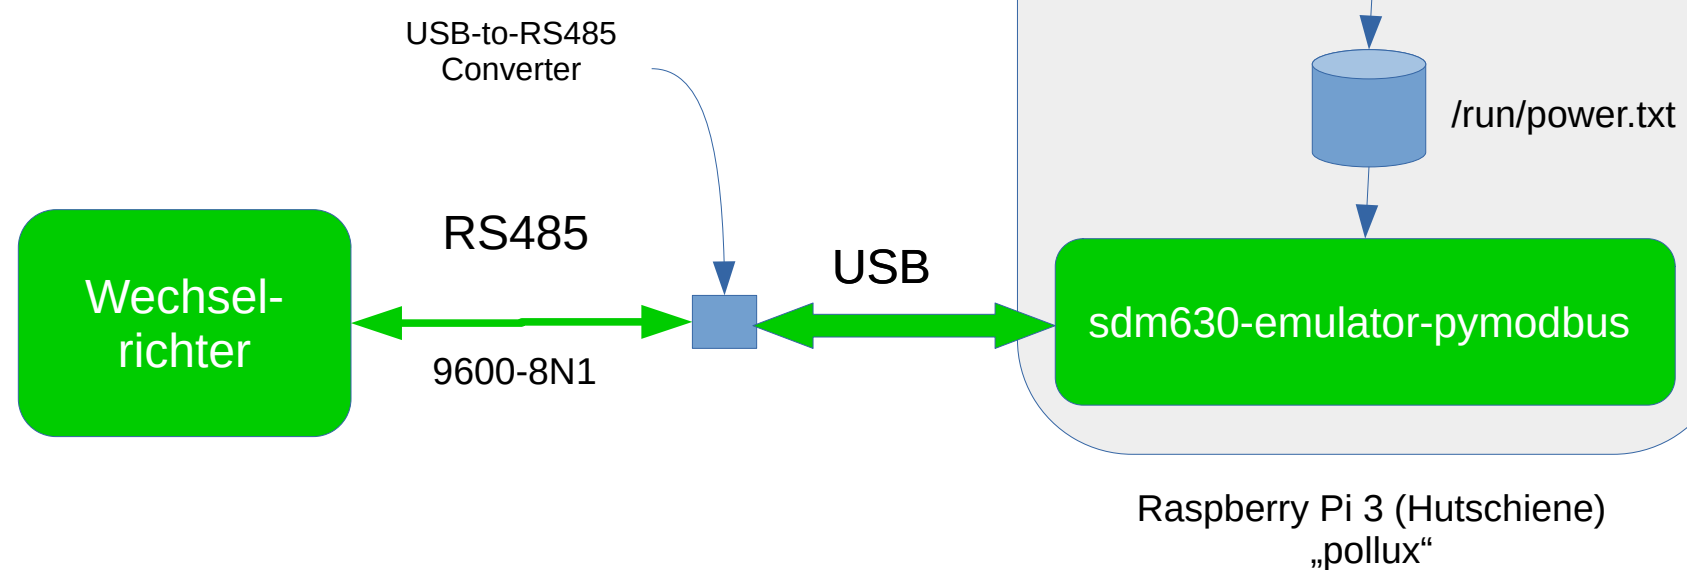 USB-to-RS485
Converter
/run/power.txt
RS485
USB
Wechsel-
richter
sdm630-emulator-pymodbus
9600-8N1
Raspberry Pi 3 (Hutschiene)
„pollux“